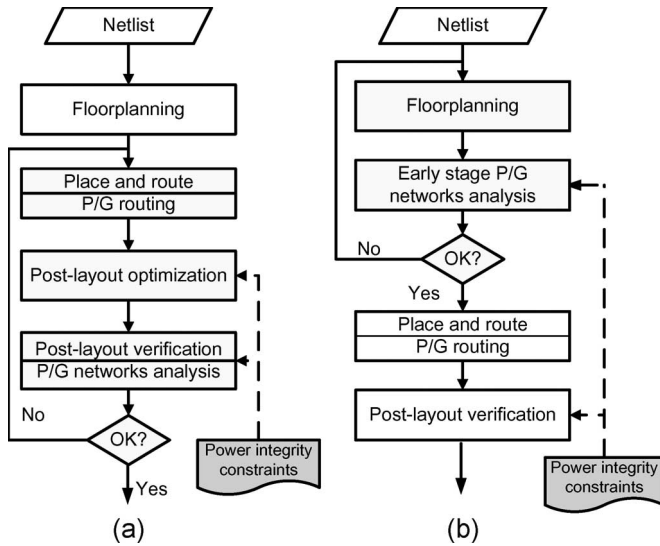 Netlist
Floorplanning
Place and route
P/G routing
Post-layout optimization
Post-layout verification
P/G networks analysis
No
OK?
Yes
Power integrity
constraints
(a)
Netlist
Floorplanning
Early stage P/G
networks analysis
No
OK?
Yes
Place and route
P/G routing
Post-layout verification
Power integrity
constraints
(b)